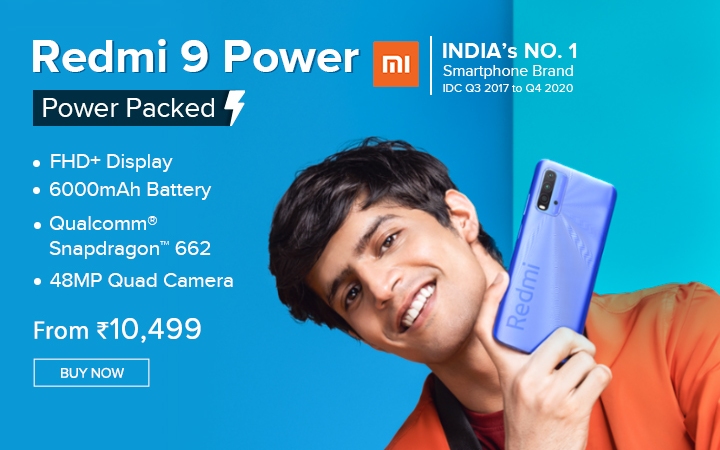 Redmi 9 Power
mi
INDIA's NO. 1
Smartphone Brand
IDC Q3 2017 to Q4 2020
Power Packed
• FHD+ Display
• 6000mAh Battery
• Qualcomm®
Snapdragon™ 662
• 48MP Quad Camera
From ₹10,499
BUY NOW
Redmi